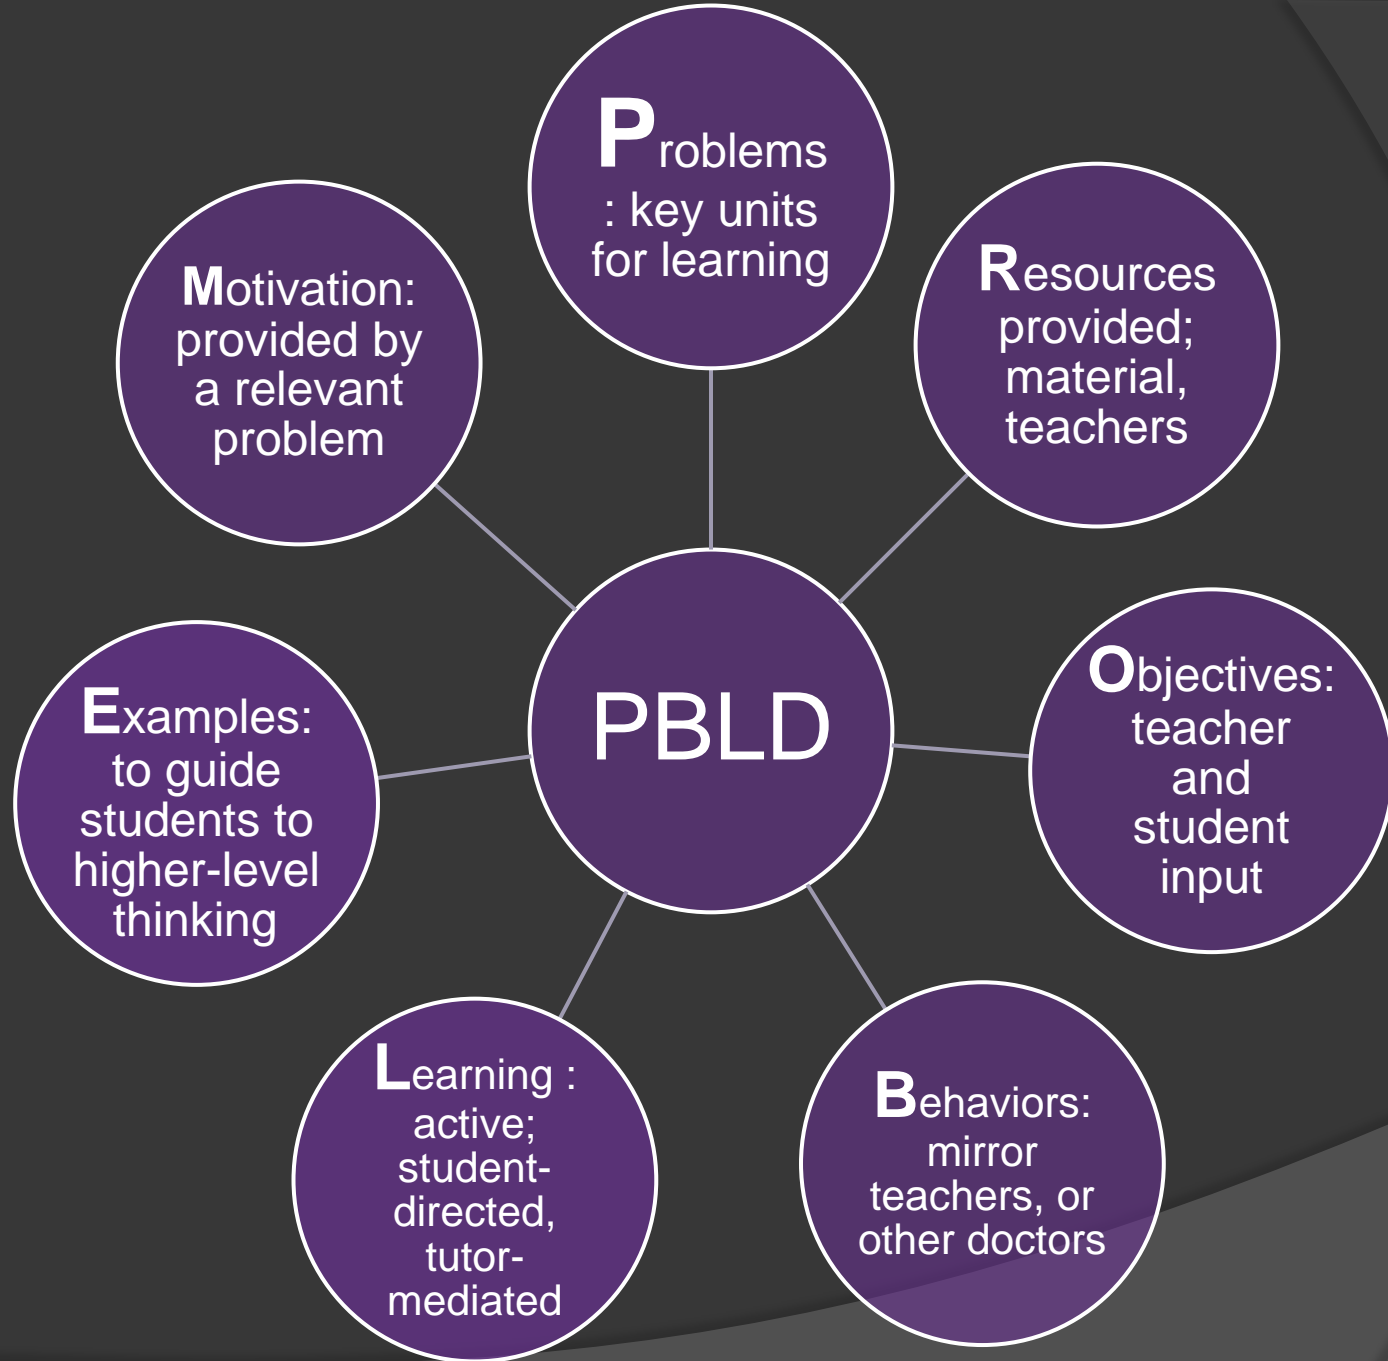 Problems
: key units
for learning
Resources
provided;
material,
teachers
Objectives:
teacher
and
student
input
Behaviors:
mirror
teachers, or
other doctors
Learning :
active;
student-
directed,
tutor-
mediated
Examples:
to guide
students to
higher-level
thinking
Motivation:
provided by
a relevant
problem
PBLD